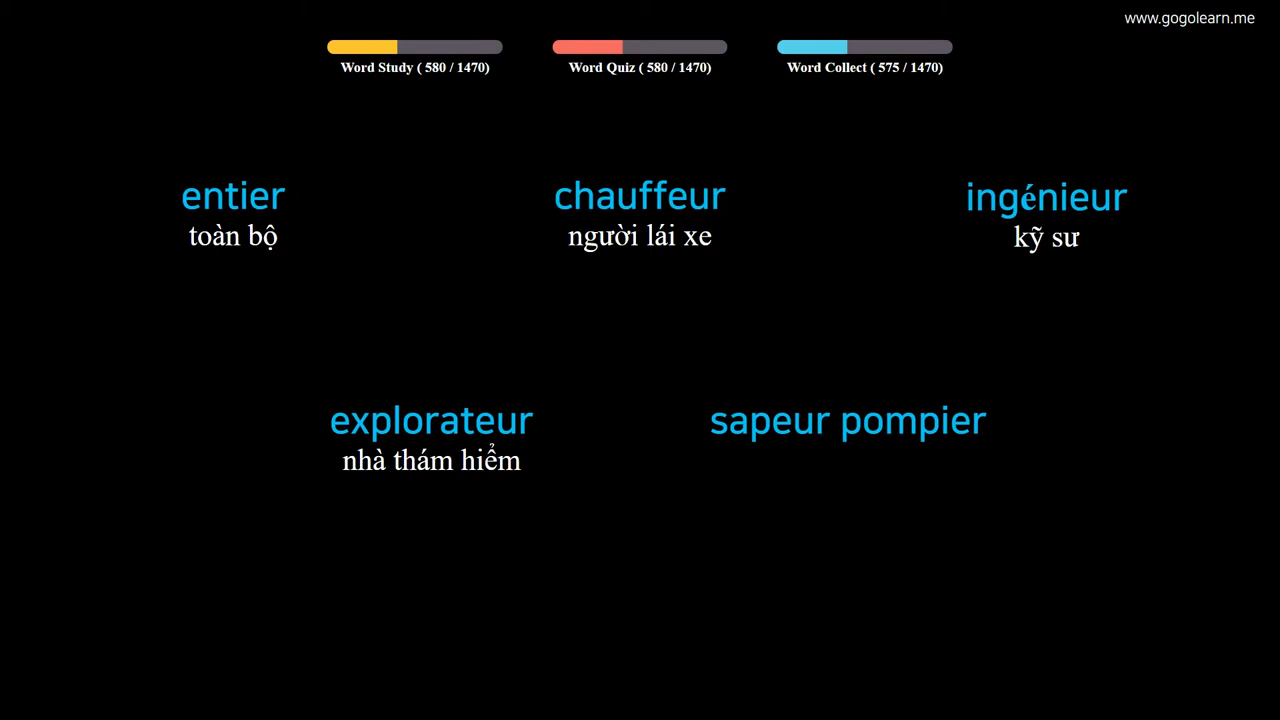 www.gogolearn.me
Word Study ( 580 / 1470)
Word Quiz ( 580 / 1470)
Word Collect ( 575 / 1470)
entier
toàn bộ
chauffeur
người lái xe
ingénieur
kỹ sư
explorateur
nhà thám hiểm
sapeur pompier